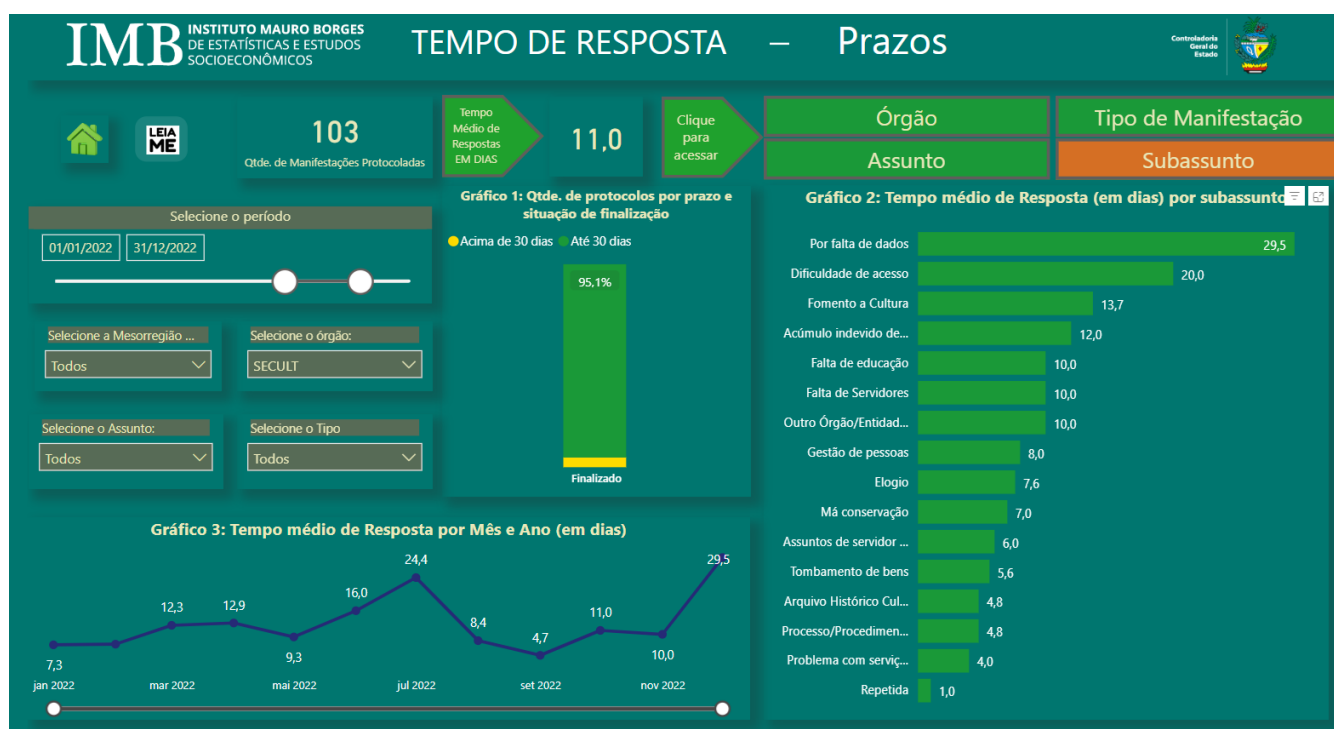 IMB
INSTITUTO MAURO BORGES
DE ESTATÍSTICAS E ESTUDOS
SOCIOECONÔMICOS
TEMPO DE RESPOSTA – Prazos
Controladoria
Geral do
Estado
LEIA
ME
103
Qtde. de Manifestações Protocoladas
Tempo
Médio de
Respostas
EM DIAS
11,0
Clique
para
acessar
Órgão
Tipo de Manifestação
Assunto
Subassunto
Selecione o período
01/01/2022
31/12/2022
Selecione a Mesorregião ...
Todos
Selecione o órgão:
SECULT
Selecione o Assunto:
Todos
Selecione o Tipo
Todos
Gráfico 1: Qtde. de protocolos por prazo e
situação de finalização
Acima de 30 dias
Até 30 dias
95,1%
Finalizado
Gráfico 2: Tempo médio de Resposta (em dias) por subassunto
Por falta de dados 29,5
Dificuldade de acesso 20,0
Fomento a Cultura 13,7
Acúmulo indevido de... 12,0
Falta de educação 10,0
Falta de Servidores 10,0
Outro Órgão/Entidad... 10,0
Gestão de pessoas 8,0
Elogio 7,6
Má conservação 7,0
Assuntos de servidor ... 6,0
Tombamento de bens 5,6
Arquivo Histórico Cul... 4,8
Processo/Procedimen... 4,8
Problema com serviç... 4,0
Repetida 1,0
Gráfico 3: Tempo médio de Resposta por Mês e Ano (em dias)
7,3
12,3
12,9
9,3
16,0
24,4
8,4
4,7
11,0
10,0
29,5
jan 2022
mar 2022
mai 2022
jul 2022
set 2022
nov 2022